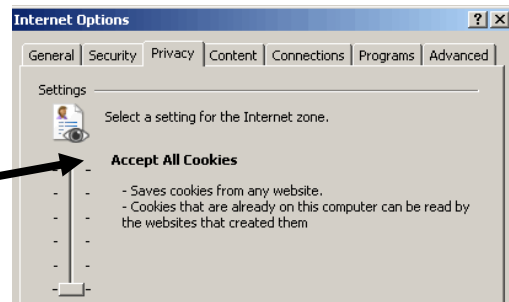 Internet Options
General Security Privacy Content Connections Programs Advanced
Settings
Select a setting for the Internet zone.
Accept All Cookies
- Saves cookies from any website.
- Cookies that are already on this computer can be read by
the websites that created them